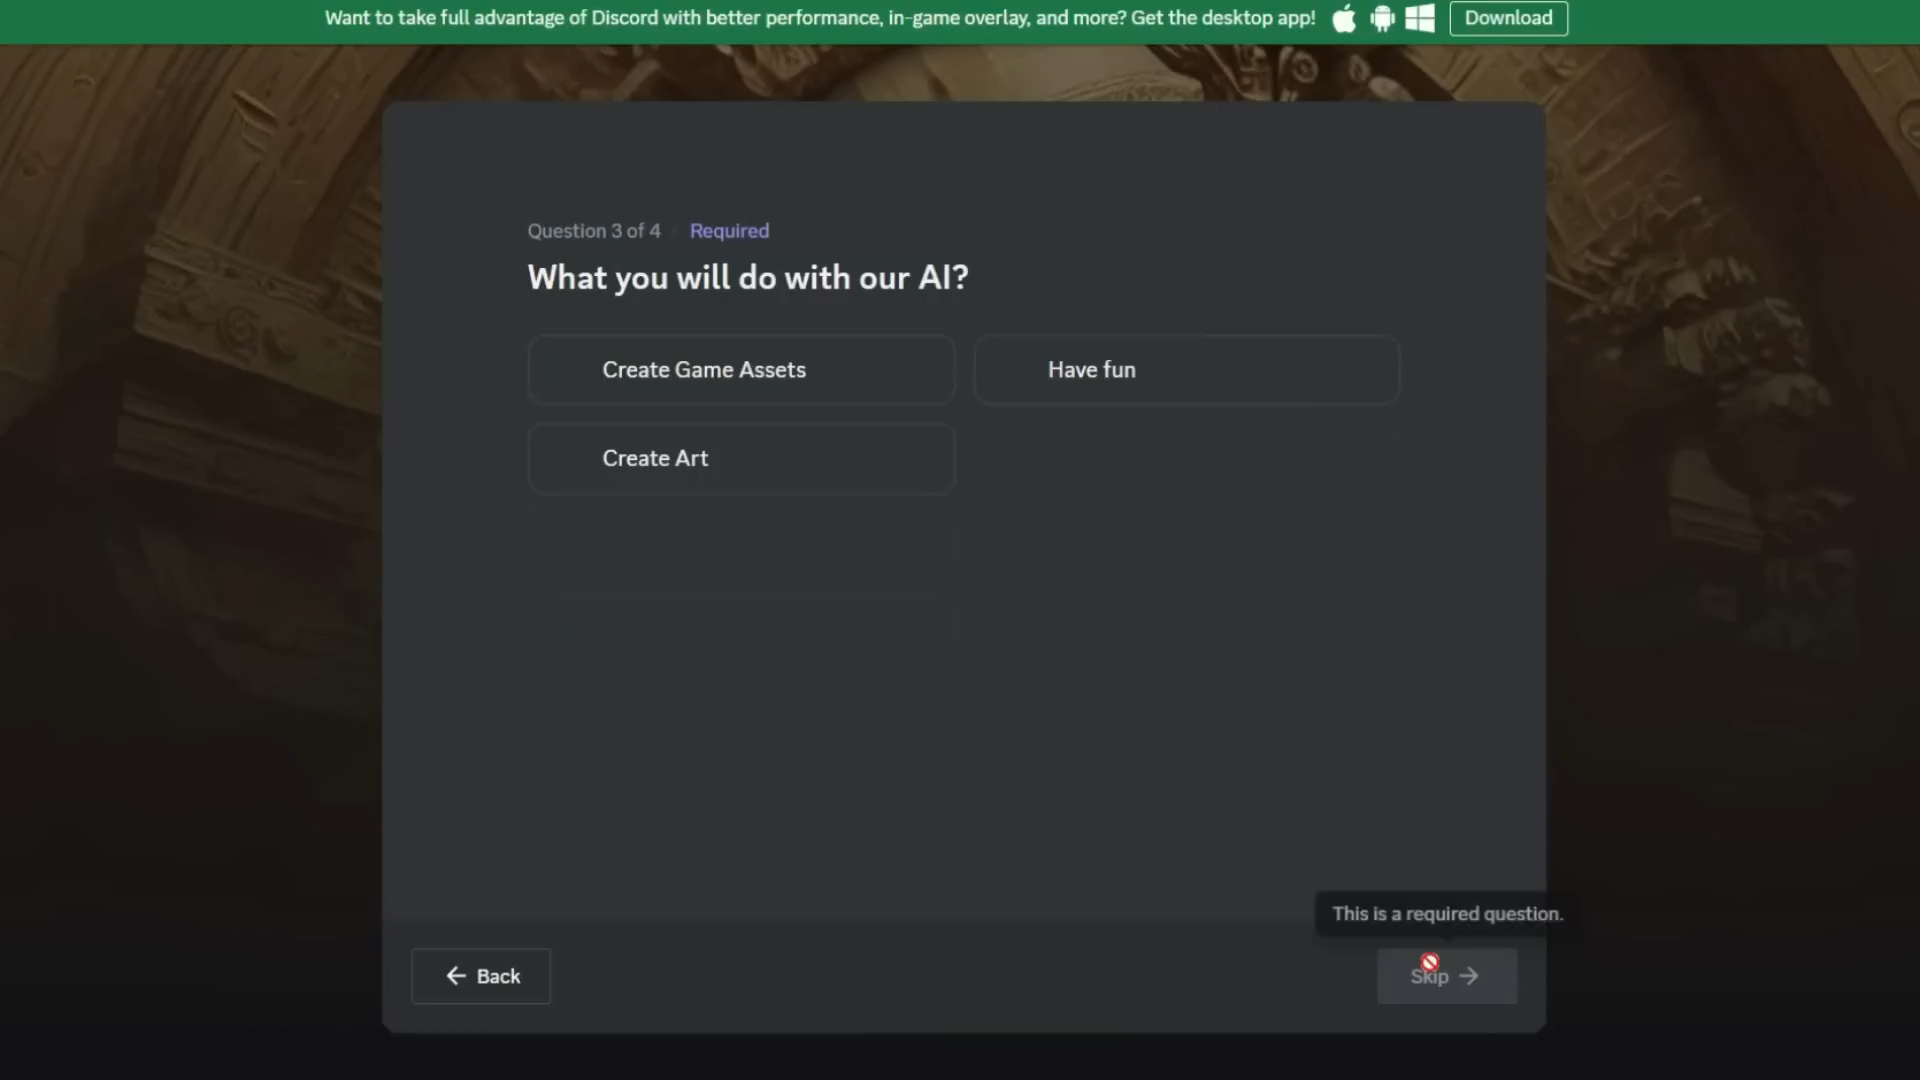 Want to take full advantage of Discord with better performance, in-game overlay, and more? Get the desktop app! Download
Question 3 of 4 Required
What you will do with our AI?
Create Game Assets
Have fun
Create Art
This is a required question.
← Back
Skip →